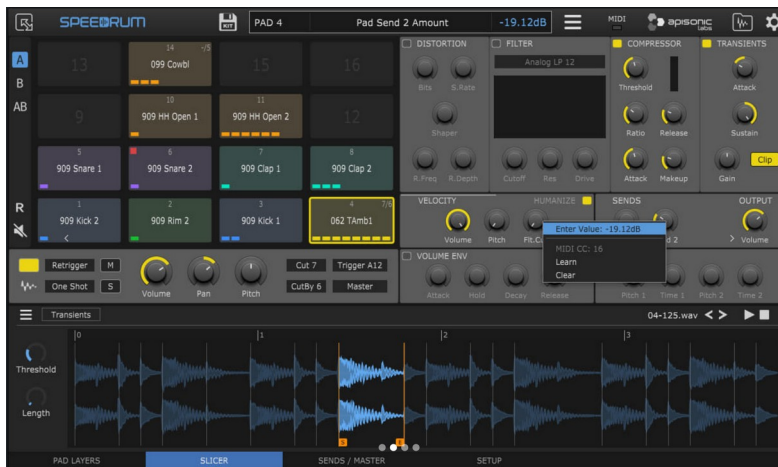 SPEEDRUM
KIT
PAD 4
Pad Send 2 Amount
-19.12dB
MIDI
apisonic
labs
A
B
AB
R
13
14
-/5
099 Cowbl
15
16
9
10
909 HH Open 1
11
909 HH Open 2
12
5
909 Snare 1
6
909 Snare 2
7
909 Clap 1
8
909 Clap 2
1
909 Kick 2
2
909 Rim 2
3
909 Kick 1
4
7/6
062 TAmb1
DISTORTION
Bits
S.Rate
Shaper
R.Freq
R.Depth
FILTER
Analog LP 12
Cutoff
Res
Drive
COMPRESSOR
Threshold
Ratio
Release
Attack
Makeup
TRANSIENTS
Attack
Sustain
Gain
Clip
VELOCITY
HUMANIZE
Volume
Pitch
SENDS
OUTPUT
Volume
Enter Value: -19.12dB
MIDI CC: 16
Learn
Clear
VOLUME ENV
Attack
Hold
Decay
Release
Pitch 1
Time 1
Pitch 2
Time 2
Retrigger
M
One Shot
S
Volume
Pan
Pitch
Cut 7
Trigger A12
CutBy 6
Master
Transients
04-125.wav
Threshold
Length
0
1
2
3
S
E
PAD LAYERS
SLICER
SENDS / MASTER
SETUP